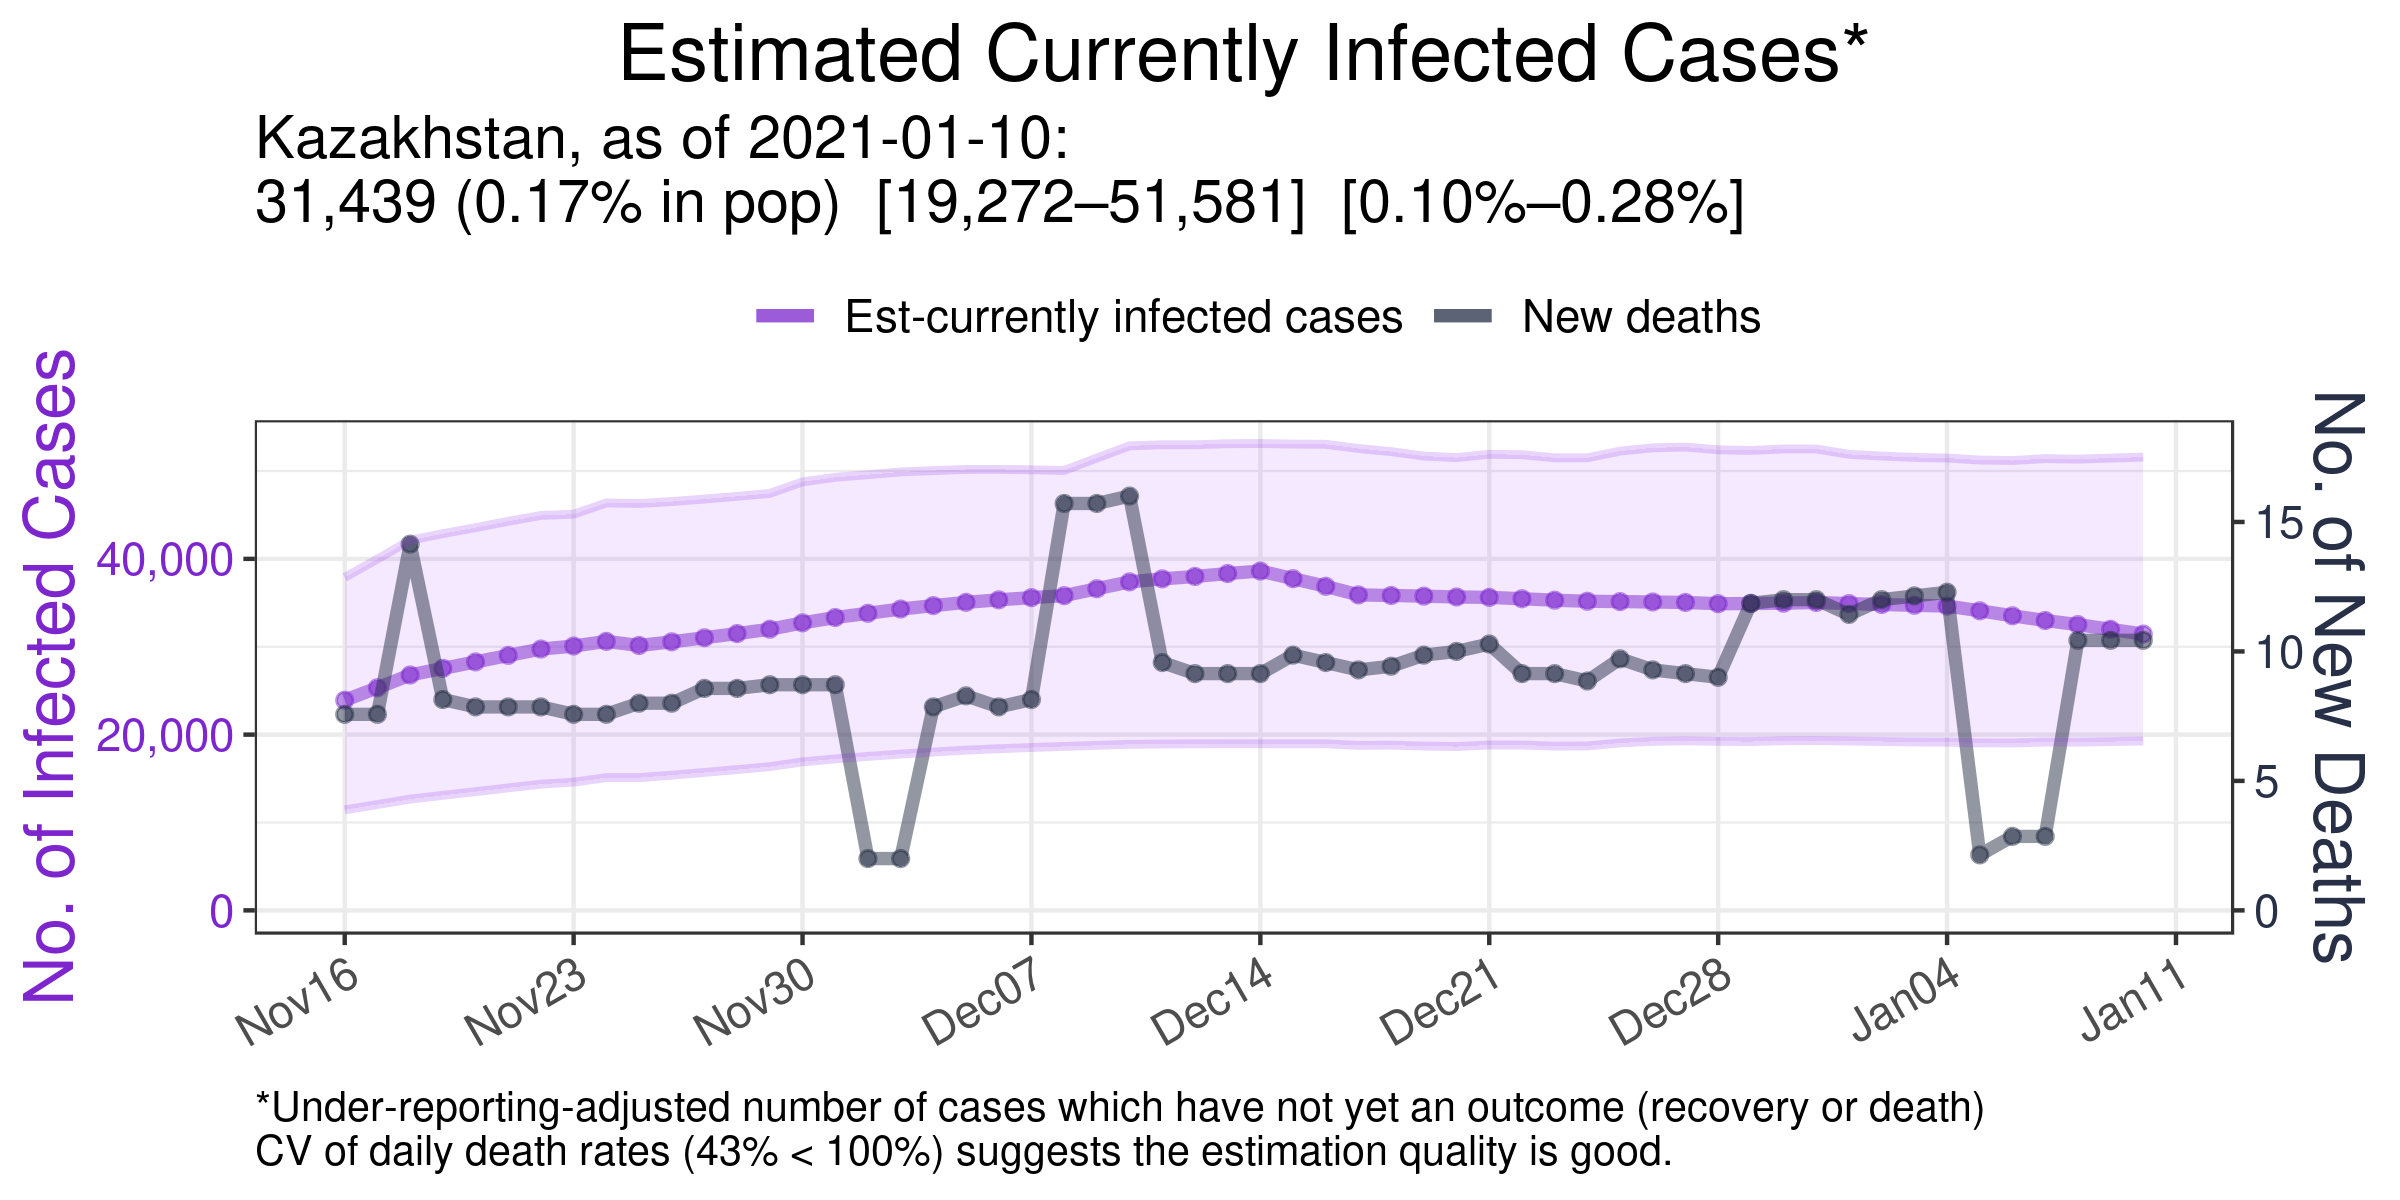 Estimated Currently Infected Cases*
Kazakhstan, as of 2021-01-10:
31,439 (0.17% in pop)  [19,272–51,581]  [0.10%–0.28%]
Est-currently infected cases
New deaths
No. of Infected Cases
40,000
20,000
0
No. of New Deaths
15
10
5
0
Nov16
Nov23
Nov30
Dec07
Dec14
Dec21
Dec28
Jan04
Jan11
*Under-reporting-adjusted number of cases which have not yet an outcome (recovery or death)
CV of daily death rates (43% < 100%) suggests the estimation quality is good.